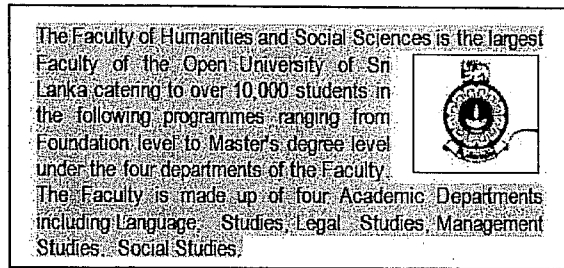 The Faculty of Humanities and Social Sciences is the largest
Faculty of the Open University of Sri
Lanka catering to over 10,000 students in
the following programmes ranging from
Foundation level to Master's degree level
under the four departments of the Faculty.
The Faculty is made up of four Academic Departments
including Language, Studies, Legal Studies, Management
Studies, Social Studies.